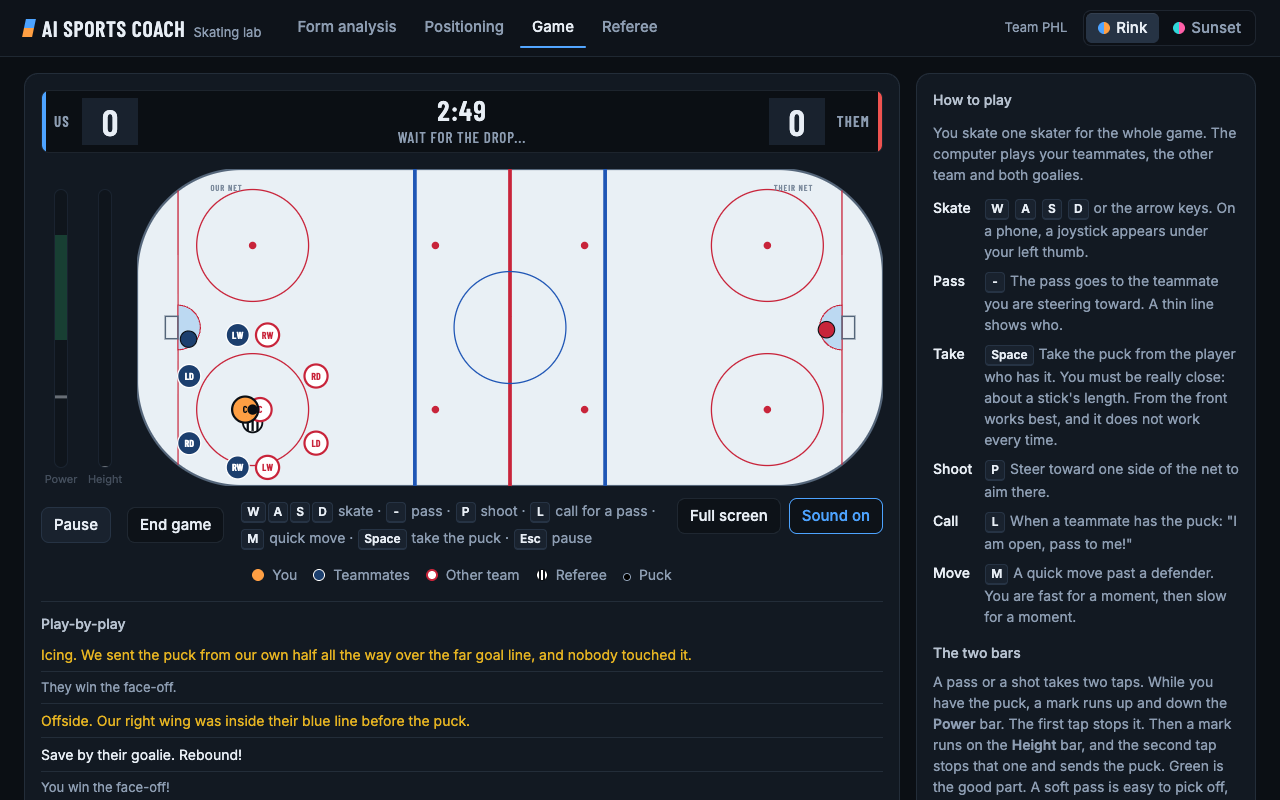 AI SPORTS COACH Skating lab Form analysis Positioning Game Referee Team PHL Rink Sunset
US 0 2:49 0 THEM
WAIT FOR THE DROP...
OUR NET THEIR NET
LW RW
LD RD
C
RD LD
RW LW
Power Height
Pause End game
W A S D skate · - pass · P shoot · L call for a pass ·
M quick move · Space take the puck · Esc pause
Full screen Sound on
You Teammates Other team Referee Puck
Play-by-play
Icing. We sent the puck from our own half all the way over the far goal line, and nobody touched it.
They win the face-off.
Offside. Our right wing was inside their blue line before the puck.
Save by their goalie. Rebound!
You win the face-off!
How to play
You skate one skater for the whole game. The
computer plays your teammates, the other
team and both goalies.
Skate W A S D or the arrow keys. On
a phone, a joystick appears under
your left thumb.
Pass - The pass goes to the teammate
you are steering toward. A thin line
shows who.
Take Space Take the puck from the player
who has it. You must be really close:
about a stick's length. From the front
works best, and it does not work
every time.
Shoot P Steer toward one side of the net to
aim there.
Call L When a teammate has the puck: "I
am open, pass to me!"
Move M A quick move past a defender.
You are fast for a moment, then slow
for a moment.
The two bars
A pass or a shot takes two taps. While you
have the puck, a mark runs up and down the
Power bar. The first tap stops it. Then a mark
runs on the Height bar, and the second tap
stops that one and sends the puck. Green is
the good part. A soft pass is easy to pick off,